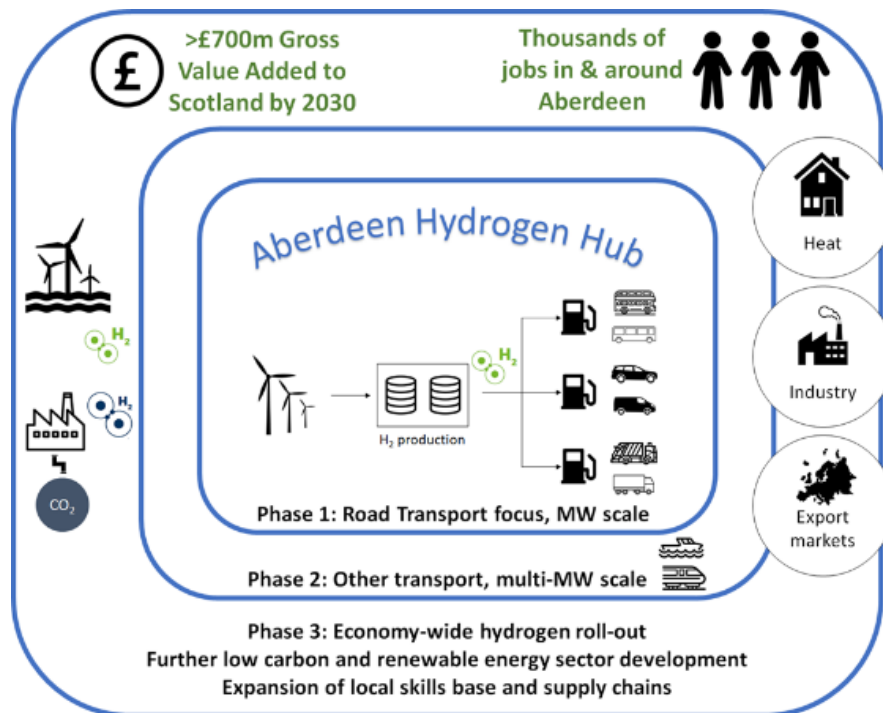 £
>£700m Gross
Value Added to
Scotland by 2030
Thousands of
jobs in & around
Aberdeen
Aberdeen Hydrogen Hub
Heat
H₂
H₂
H₂
H₂ production
Industry
CO₂
Export
markets
Phase 1: Road Transport focus, MW scale
Phase 2: Other transport, multi-MW scale
Phase 3: Economy-wide hydrogen roll-out
Further low carbon and renewable energy sector development
Expansion of local skills base and supply chains